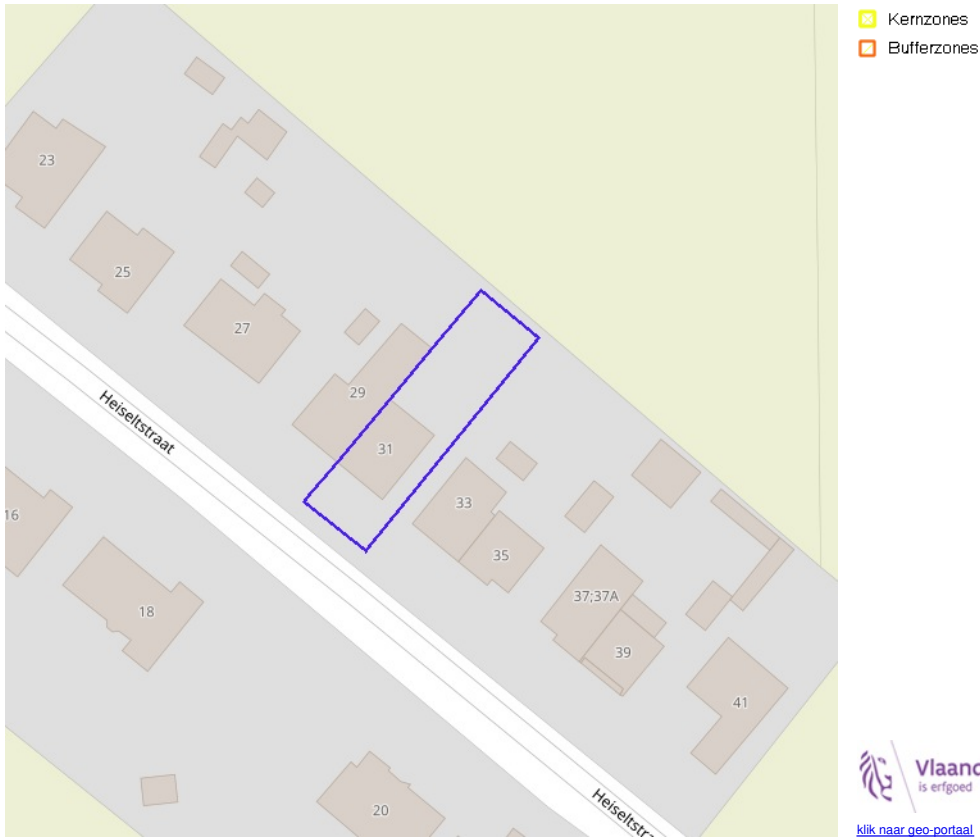 Kernzones
Bufferzones
23
25
27
29
31
33
35
37;37A
39
41
Heiseltstraat
16
18
20
is erfgoed
klik naar geo-portaal